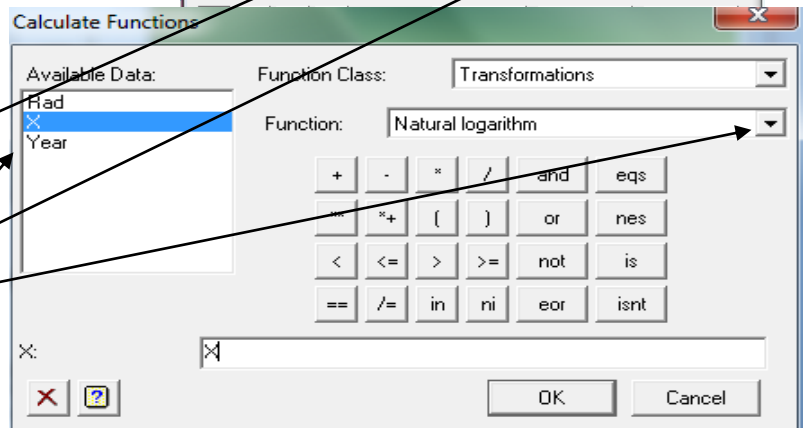 Calculate Functions
Available Data:
Function Class: Transformations
Rad
X
Year
Function: Natural logarithm
+ - * / and eqs
** *+ ( ) or nes
< <= > >= not is
== /= in ni eor isnt
X: X
OK Cancel